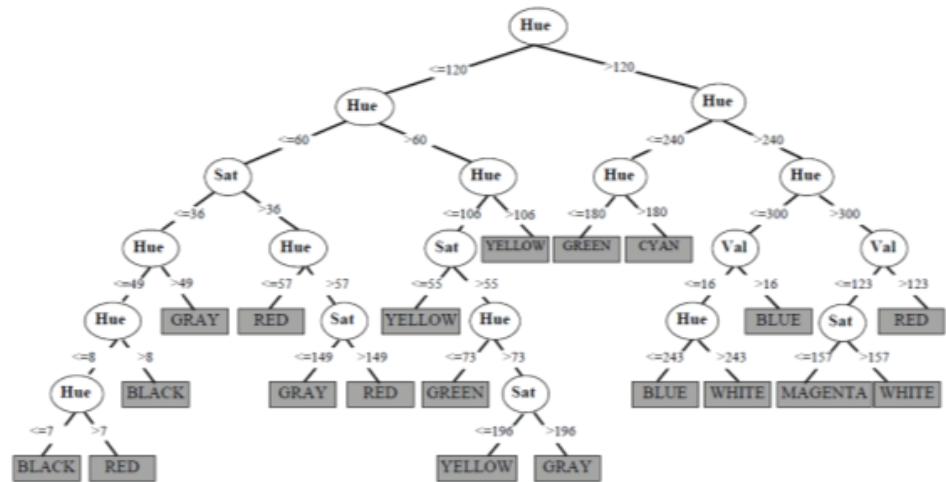 Hue
<=120 >120
Hue Hue
<=60 >60 <=240 >240
Sat Hue Hue Hue
<=36 >36 <=106 >106 <=180 >180 <=300 >300
Hue Hue Sat YELLOW GREEN CYAN Val Val
<=49 >49 <=57 >57 <=55 >55 <=16 >16 <=123 >123
Hue GRAY RED Sat YELLOW Hue Hue BLUE Sat RED
<=8 >8 <=149 >149 <=73 >73 <=243 >243 <=157 >157
Hue BLACK GRAY RED GREEN Sat BLUE WHITE MAGENTA WHITE
<=7 >7 <=196 >196
BLACK RED YELLOW GRAY